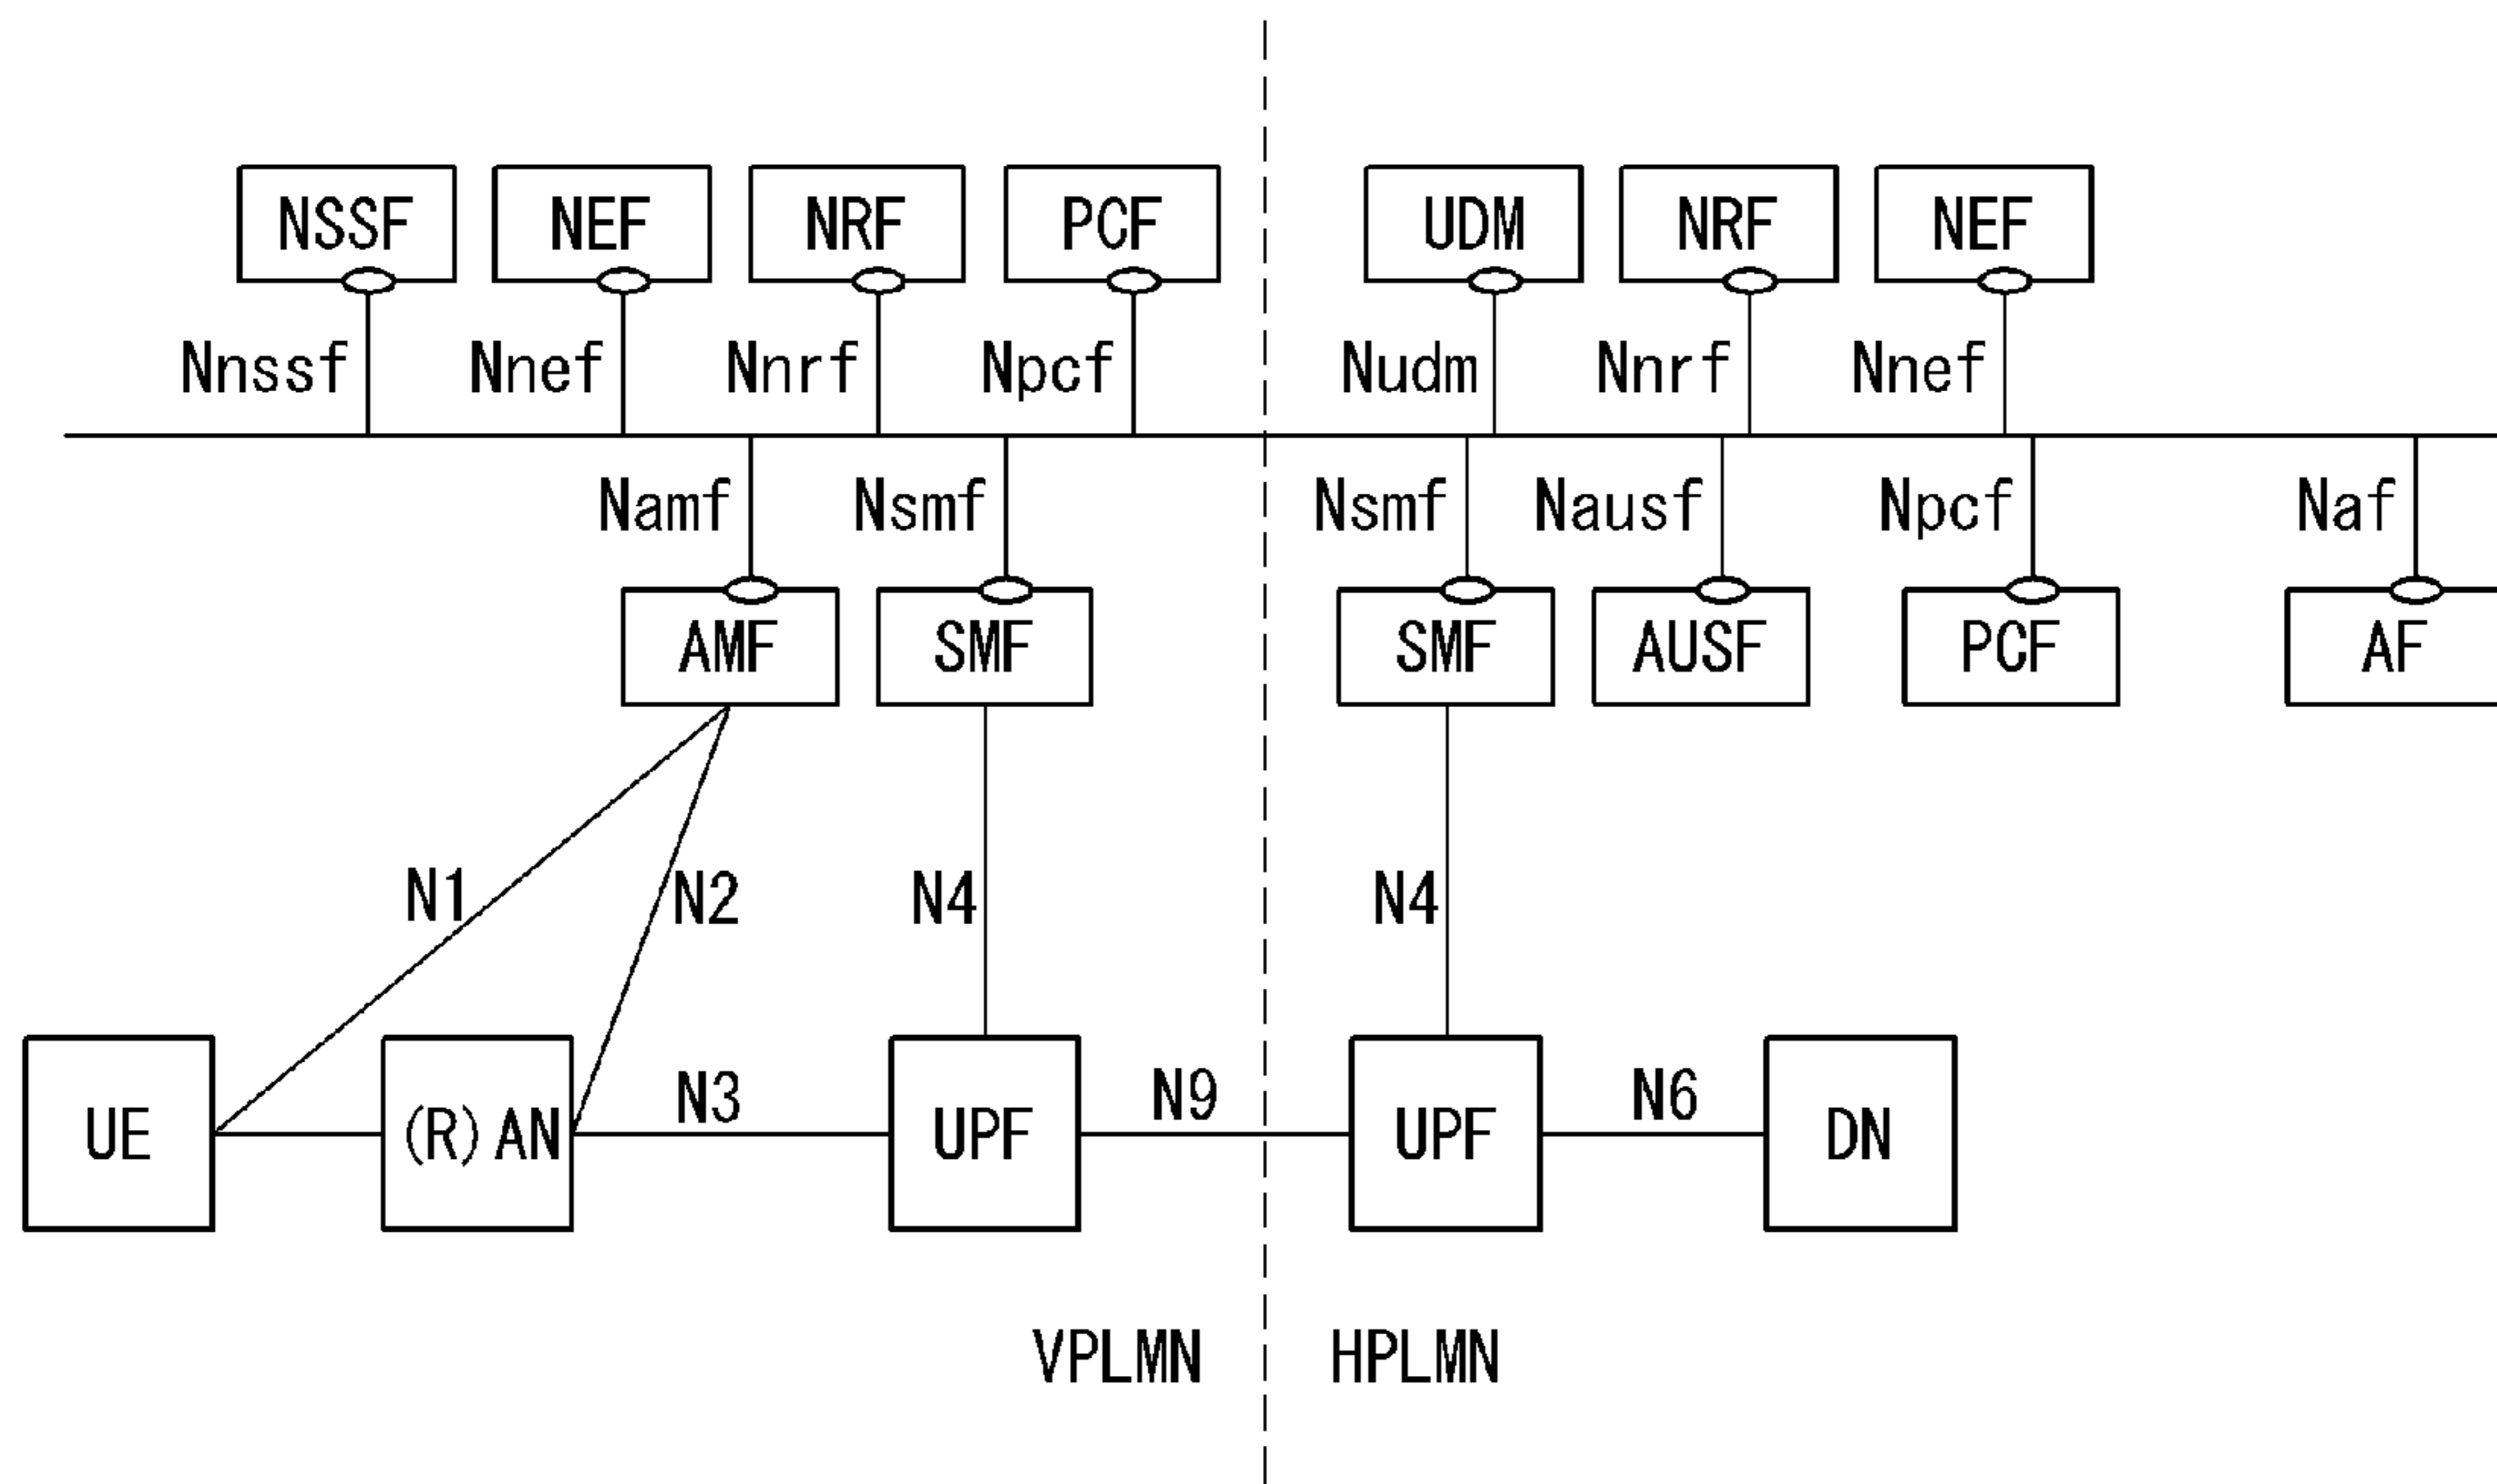 NSSF NEF NRF PCF UDM NRF NEF
Nnssf Nnef Nnrf Npcf Nudm Nnrf Nnef
Namf Nsmf Nsmf Nausf Npcf Naf
AMF SMF SMF AUSF PCF AF
N1 N2 N4 N4
N3 N9 N6
UE (R)AN UPF UPF DN
VPLMN HPLMN